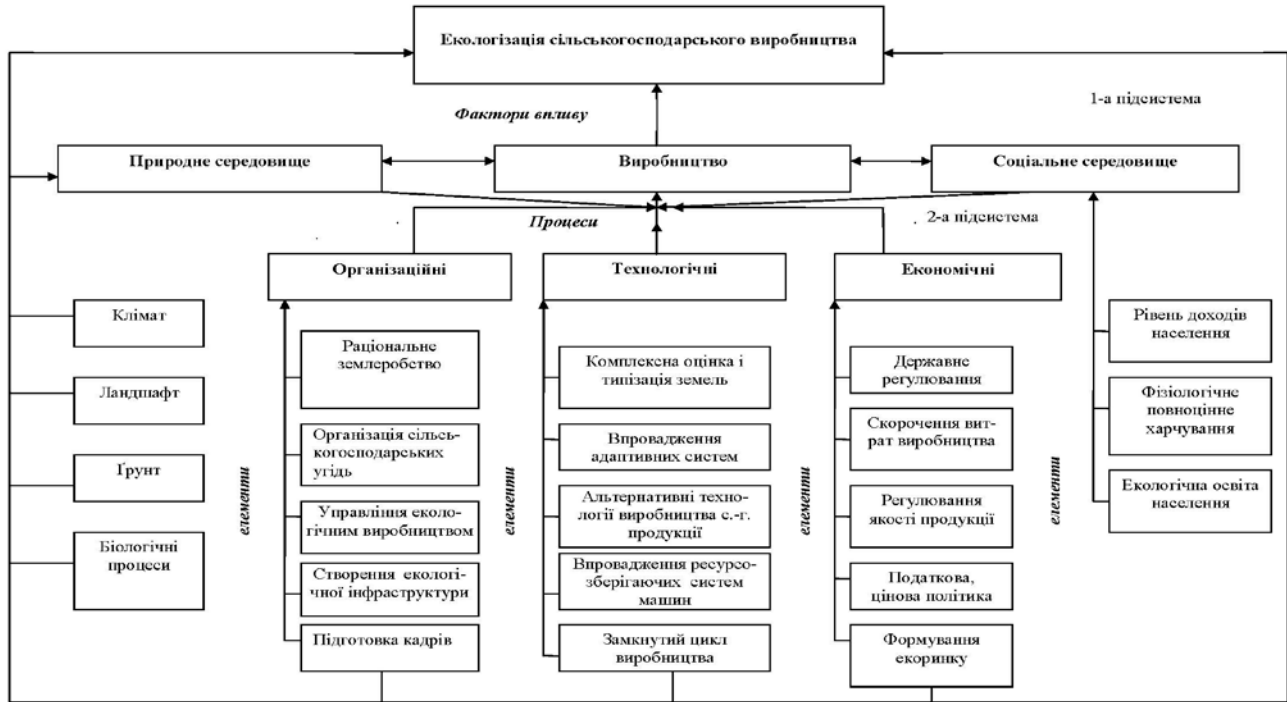 Екологізація сільськогосподарського виробництва
1-а підсистема
Фактори впливу
Природне середовище
Виробництво
Соціальне середовище
Процеси
2-а підсистема
Організаційні
Технологічні
Економічні
Клімат
Ландшафт
Ґрунт
Біологічні
процеси
елементи
Раціональне
землеробство
Організація сільсь-
когосподарських
угідь
Управління еколо-
гічним виробництвом
Створення екологі-
чної інфраструктури
Підготовка кадрів
елементи
Комплексна оцінка і
типізація земель
Впровадження
адаптивних систем
Альтернативні техно-
логії виробництва с.-г.
продукції
Впровадження ресурсо-
зберігаючих систем
машин
Замкнутий цикл
виробництва
елементи
Державне
регулювання
Скорочення вит-
рат виробництва
Регулювання
якості продукції
Податкова,
цінова політика
Формування
екоринку
елементи
Рівень доходів
населення
Фізіологічне
повноцінне
харчування
Екологічна освіта
населення